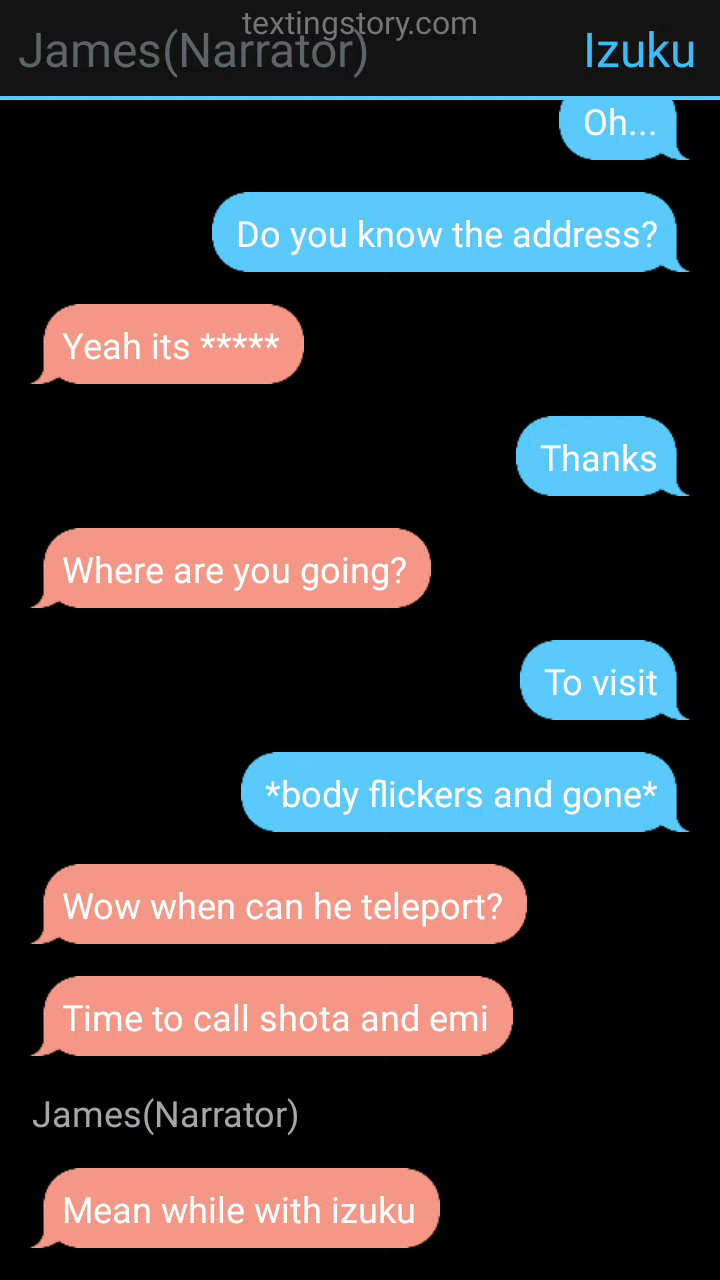 textingstory.com
James(Narrator)
Izuku
Oh...
Do you know the address?
Yeah its *****
Thanks
Where are you going?
To visit
*body flickers and gone*
Wow when can he teleport?
Time to call shota and emi
James(Narrator)
Mean while with izuku